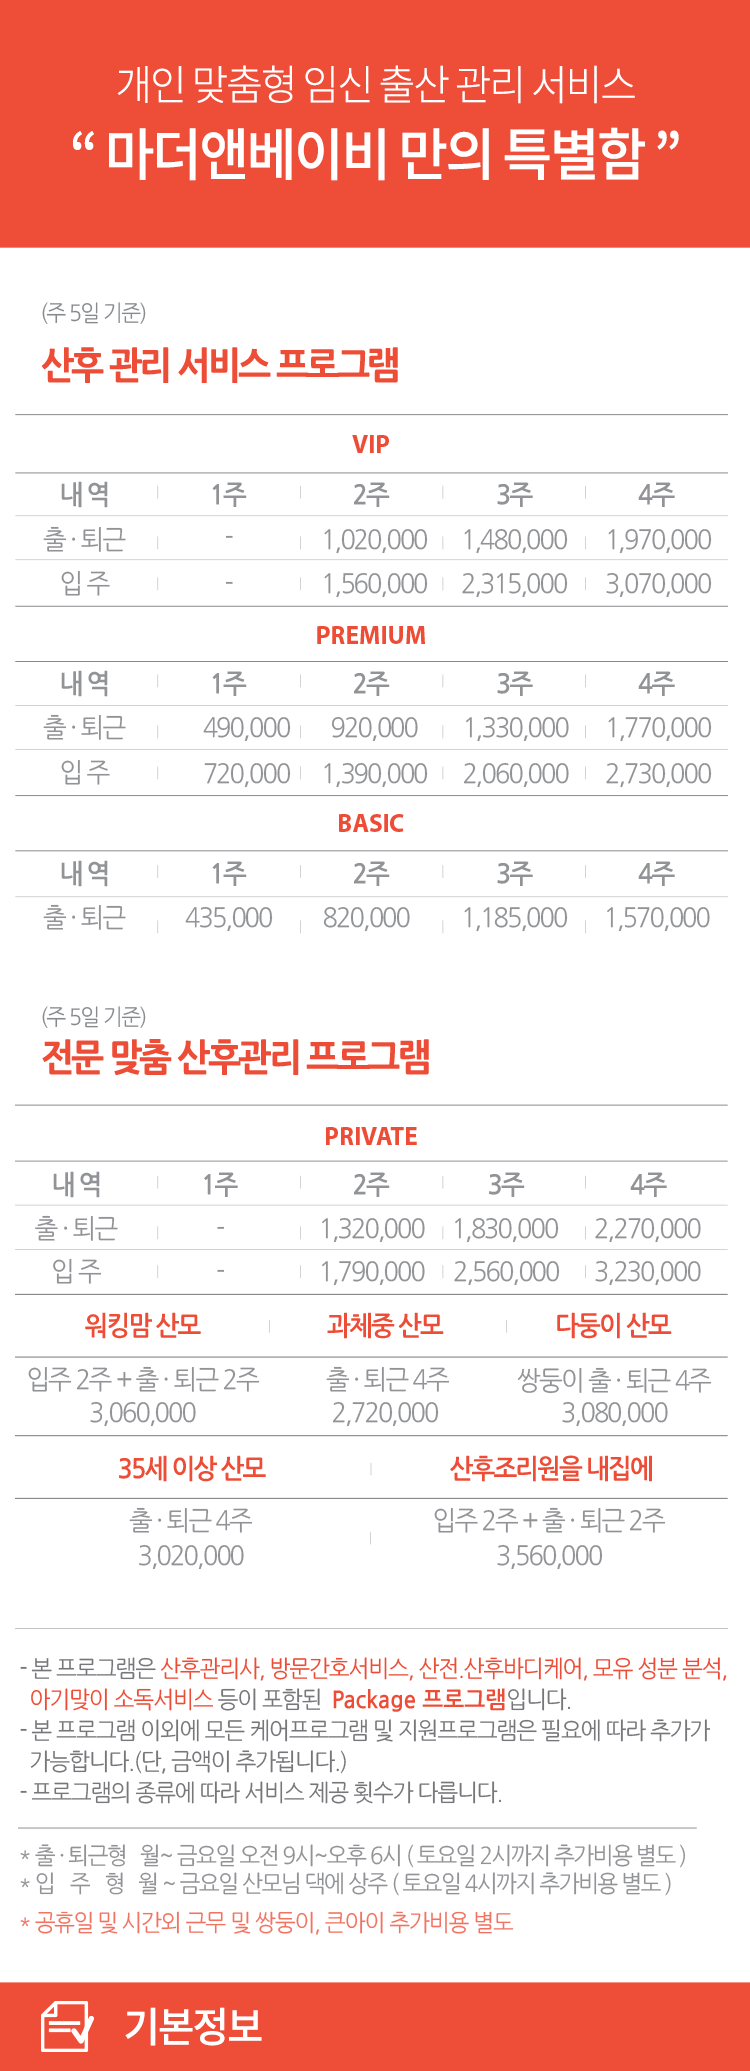 개인 맞춤형 임신 출산 관리 서비스
“ 마더앤베이비 만의 특별함 ”
(주 5일 기준)
산후 관리 서비스 프로그램
VIP
내 역 1주 2주 3주 4주
출 · 퇴근 - 1,020,000 1,480,000 1,970,000
입 주 - 1,560,000 2,315,000 3,070,000
PREMIUM
내 역 1주 2주 3주 4주
출 · 퇴근 490,000 920,000 1,330,000 1,770,000
입 주 720,000 1,390,000 2,060,000 2,730,000
BASIC
내 역 1주 2주 3주 4주
출 · 퇴근 435,000 820,000 1,185,000 1,570,000
(주 5일 기준)
전문 맞춤 산후관리 프로그램
PRIVATE
내 역 1주 2주 3주 4주
출 · 퇴근 - 1,320,000 1,830,000 2,270,000
입 주 - 1,790,000 2,560,000 3,230,000
워킹맘 산모 과체중 산모 다둥이 산모
입주 2주 + 출 · 퇴근 2주 출 · 퇴근 4주 쌍둥이 출 · 퇴근 4주
3,060,000 2,720,000 3,080,000
35세 이상 산모 산후조리원을 내집에
출 · 퇴근 4주 입주 2주 + 출 · 퇴근 2주
3,020,000 3,560,000
- 본 프로그램은 산후관리사, 방문간호서비스, 산전.산후바디케어, 모유 성분 분석,
아기맞이 소독서비스 등이 포함된 Package 프로그램입니다.
- 본 프로그램 이외에 모든 케어프로그램 및 지원프로그램은 필요에 따라 추가가
가능합니다.(단, 금액이 추가됩니다.)
- 프로그램의 종류에 따라 서비스 제공 횟수가 다릅니다.
* 출 · 퇴근형 월~ 금요일 오전 9시~오후 6시 ( 토요일 2시까지 추가비용 별도 )
* 입 주 형 월 ~ 금요일 산모님 댁에 상주 ( 토요일 4시까지 추가비용 별도 )
* 공휴일 및 시간외 근무 및 쌍둥이, 큰아이 추가비용 별도
기본정보